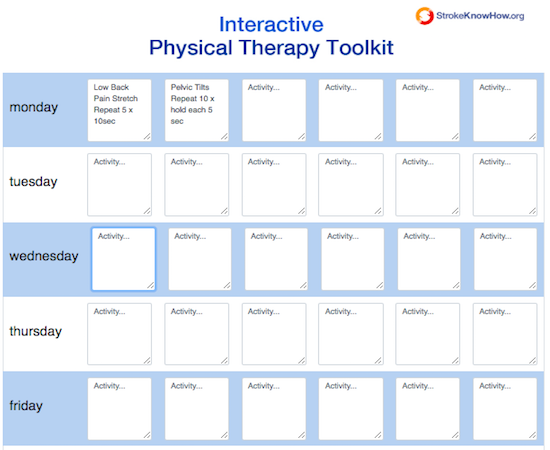 Interactive
Physical Therapy Toolkit
StrokeKnowHow.org
monday
Low Back
Pain Stretch
Repeat 5 x
10sec
Pelvic Tilts
Repeat 10 x
hold each 5
sec
Activity...
Activity...
Activity...
Activity...
tuesday
Activity...
Activity...
Activity...
Activity...
Activity...
Activity...
wednesday
Activity...
Activity...
Activity...
Activity...
Activity...
Activity...
thursday
Activity...
Activity...
Activity...
Activity...
Activity...
Activity...
friday
Activity...
Activity...
Activity...
Activity...
Activity...
Activity...